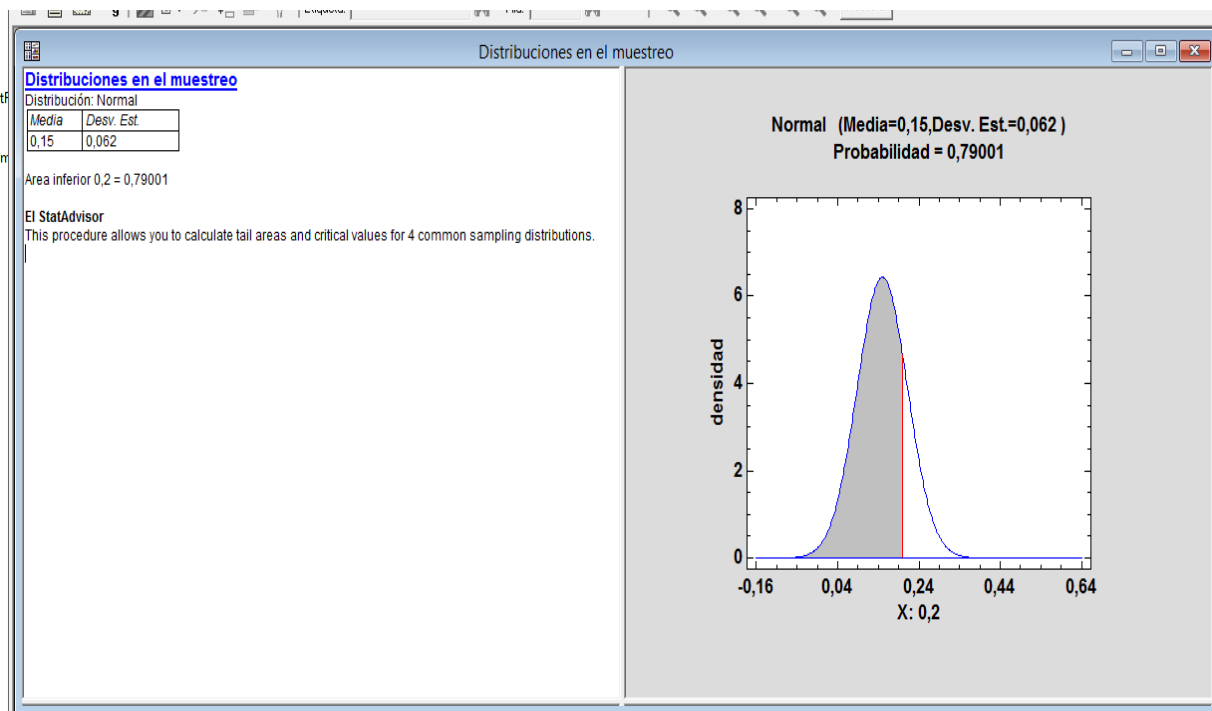 Distribuciones en el muestreo
Distribuciones en el muestreo
Distribución: Normal
Media Desv. Est.
0,15 0,062
Area inferior 0,2 = 0,79001
El StatAdvisor
This procedure allows you to calculate tail areas and critical values for 4 common sampling distributions.
Normal (Media=0,15,Desv. Est.=0,062 )
Probabilidad = 0,79001
8
6
4
2
0
densidad
-0,16 0,04 0,24 0,44 0,64
X: 0,2